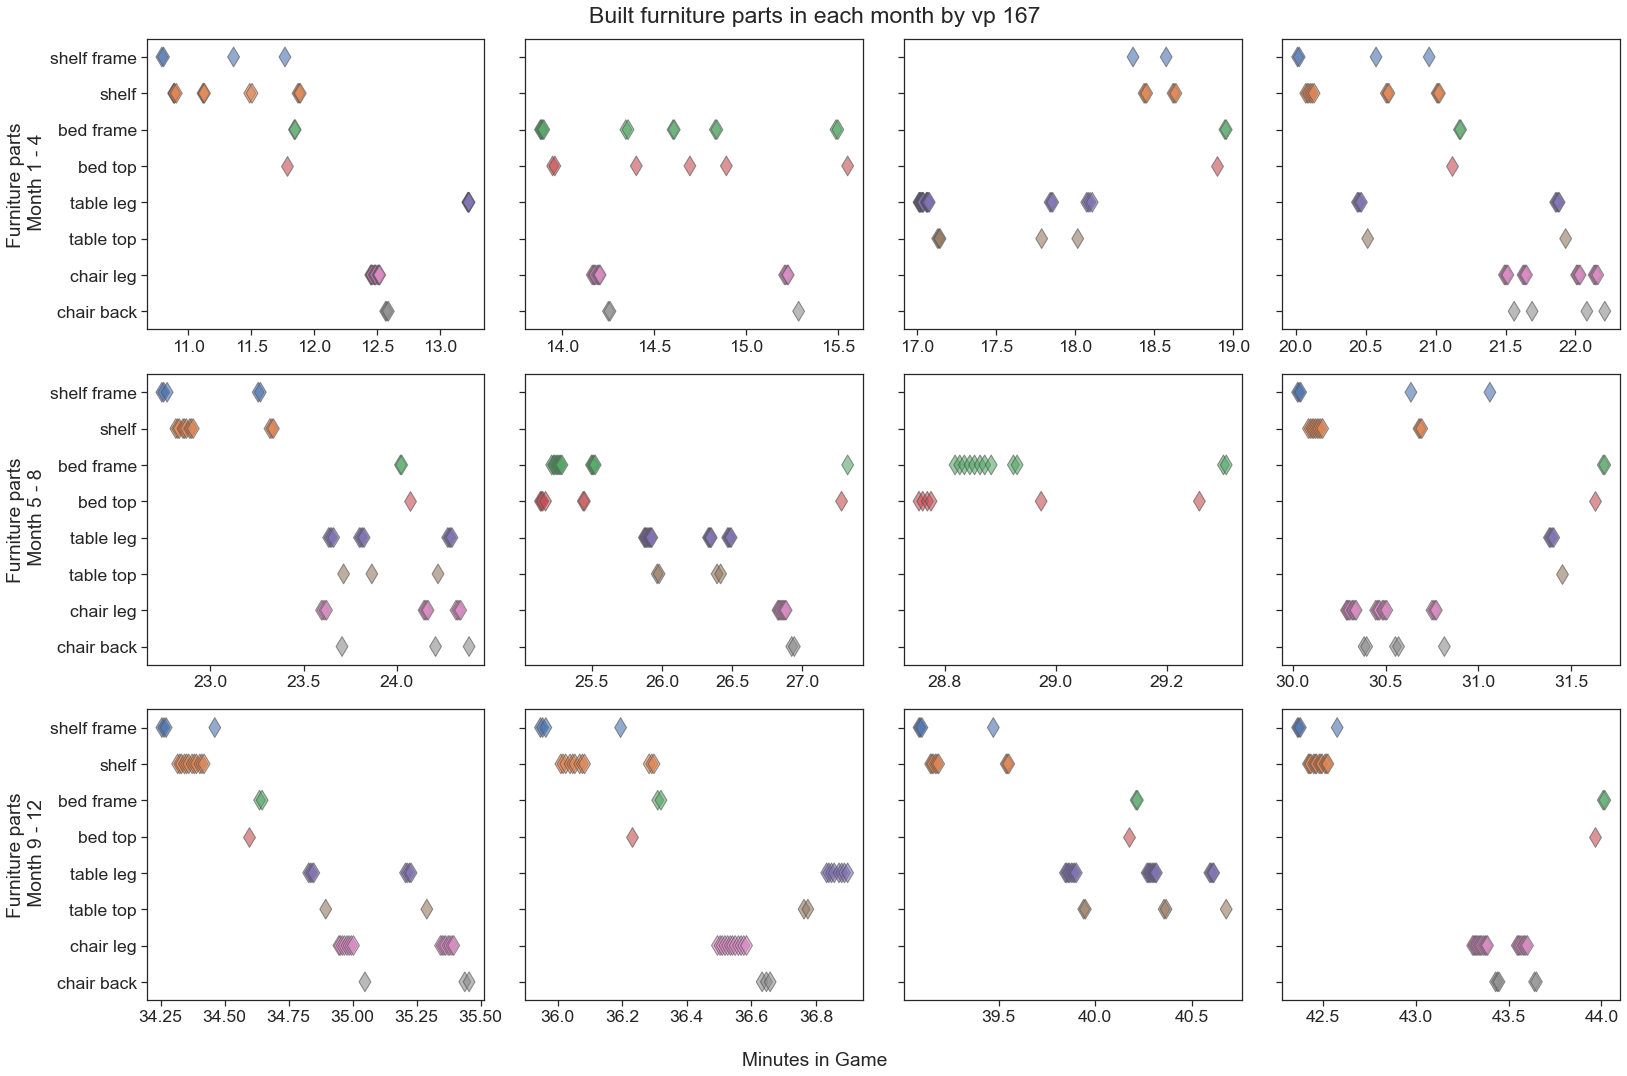 Built furniture parts in each month by vp 167
Furniture parts
Month 1 - 4
shelf frame
shelf
bed frame
bed top
table leg
table top
chair leg
chair back
11.0 11.5 12.0 12.5 13.0
14.0 14.5 15.0 15.5
17.0 17.5 18.0 18.5 19.0
20.0 20.5 21.0 21.5 22.0
Furniture parts
Month 5 - 8
shelf frame
shelf
bed frame
bed top
table leg
table top
chair leg
chair back
23.0 23.5 24.0
25.5 26.0 26.5 27.0
28.8 29.0 29.2
30.0 30.5 31.0 31.5
Furniture parts
Month 9 - 12
shelf frame
shelf
bed frame
bed top
table leg
table top
chair leg
chair back
34.25 34.50 34.75 35.00 35.25 35.50
36.0 36.2 36.4 36.6 36.8
39.5 40.0 40.5
42.5 43.0 43.5 44.0
Minutes in Game